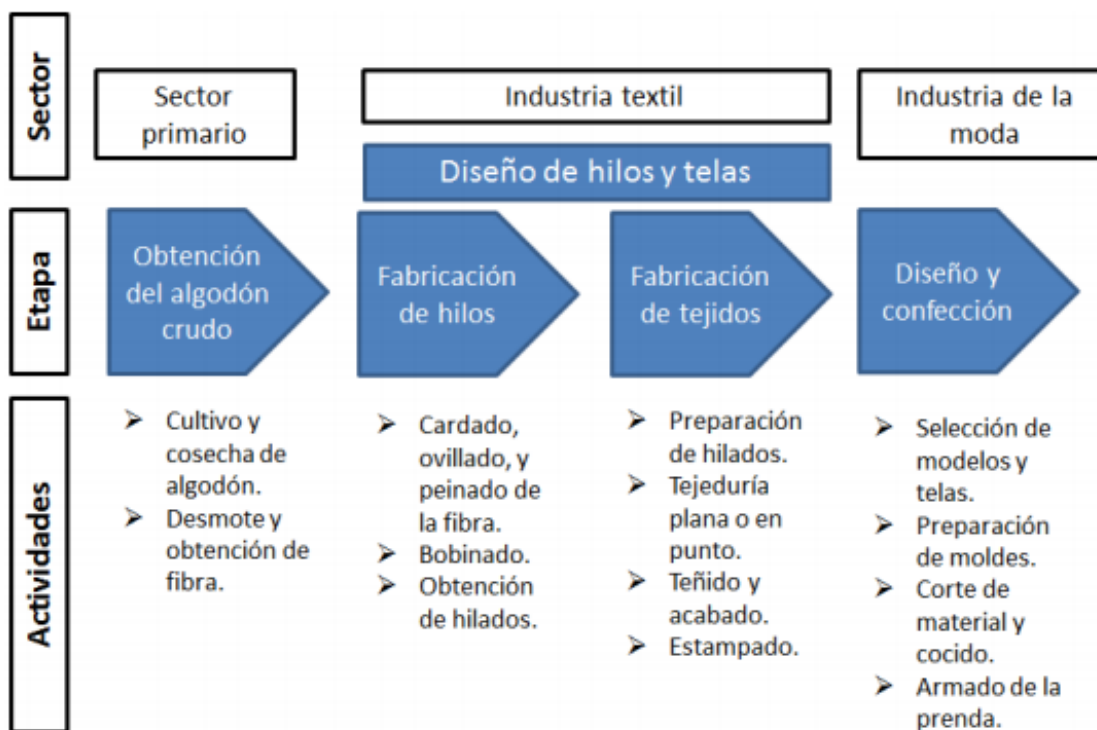 Sector
Sector
primario
Industria textil
Industria de la
moda
Diseño de hilos y telas
Etapa
Obtención
del algodón
crudo
Fabricación
de hilos
Fabricación
de tejidos
Diseño y
confección
Actividades
➢ Cultivo y
cosecha de
algodón.
➢ Desmote y
obtención de
fibra.
➢ Cardado,
ovillado, y
peinado de
la fibra.
➢ Bobinado.
➢ Obtención
de hilados.
➢ Preparación
de hilados.
➢ Tejeduría
plana o en
punto.
➢ Teñido y
acabado.
➢ Estampado.
➢ Selección de
modelos y
telas.
➢ Preparación
de moldes.
➢ Corte de
material y
cocido.
➢ Armado de la
prenda.